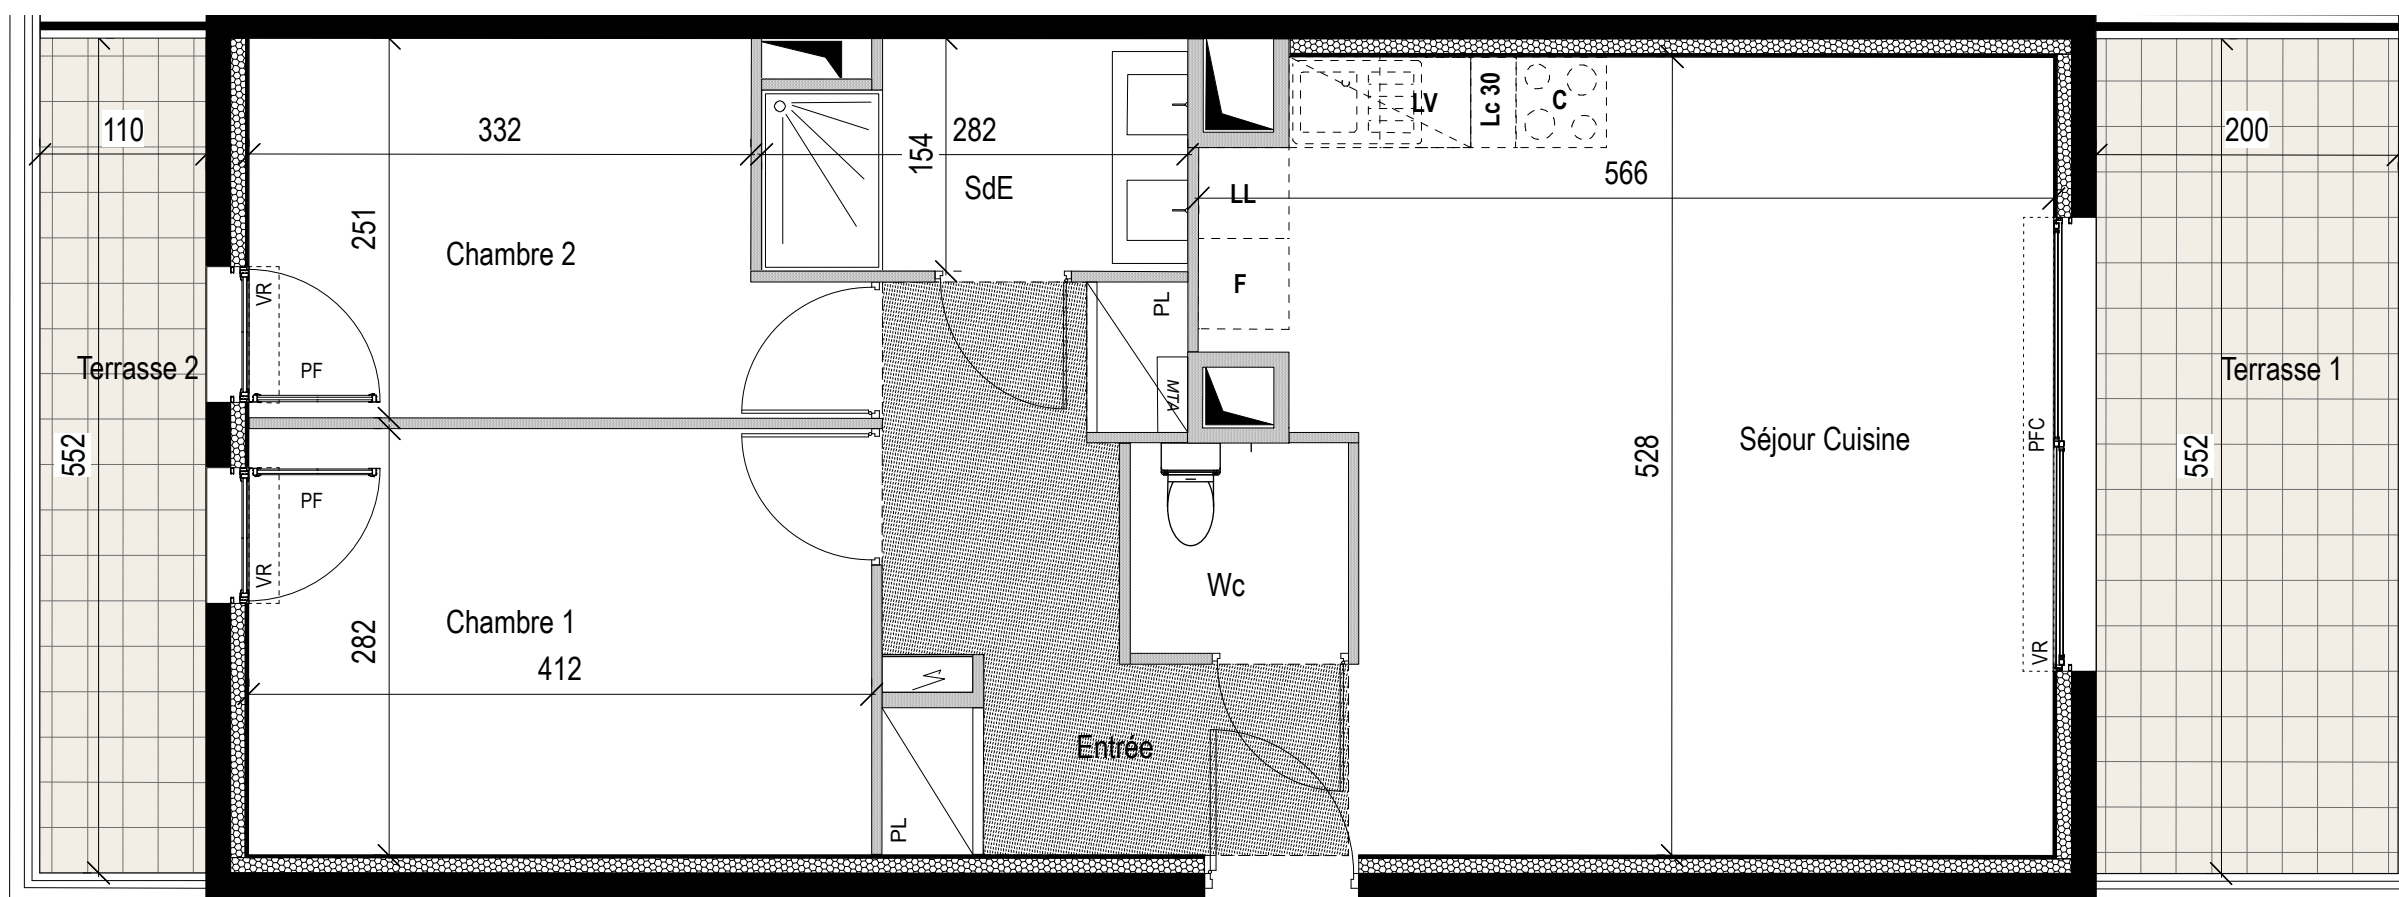 110
332
154
282
LV
Lc 30
C
200
566
SdE
LL
251
Chambre 2
F
VR
PL
PF
Terrasse 2
MTA
Terrasse 1
552
528
Séjour Cuisine
PFC
552
PF
VR
Wc
Chambre 1
282
412
VR
Entrée
PL